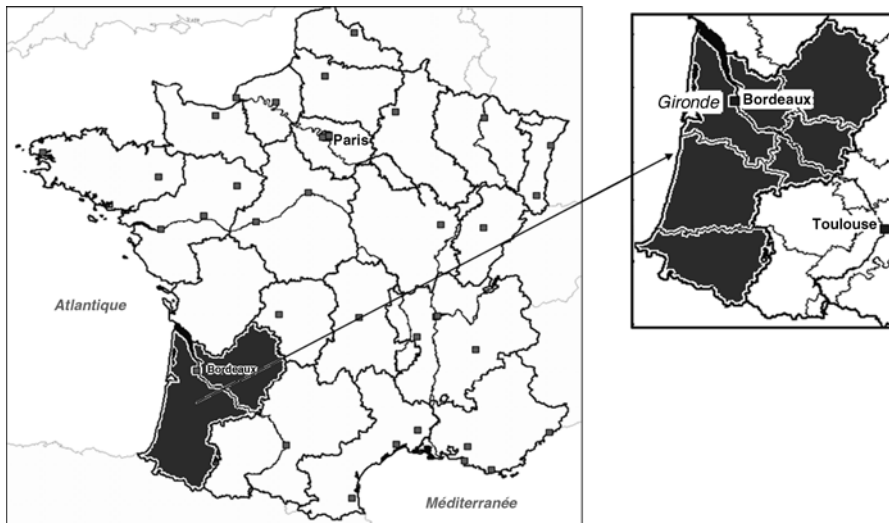 Paris
Atlantique
Bordeaux
Méditerranée
Gironde
Bordeaux
Toulouse